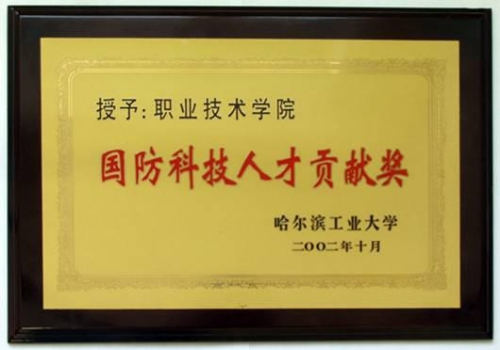 授予:职业技术学院
国防科技人才贡献奖
哈尔滨工业大学
二〇〇二年十月